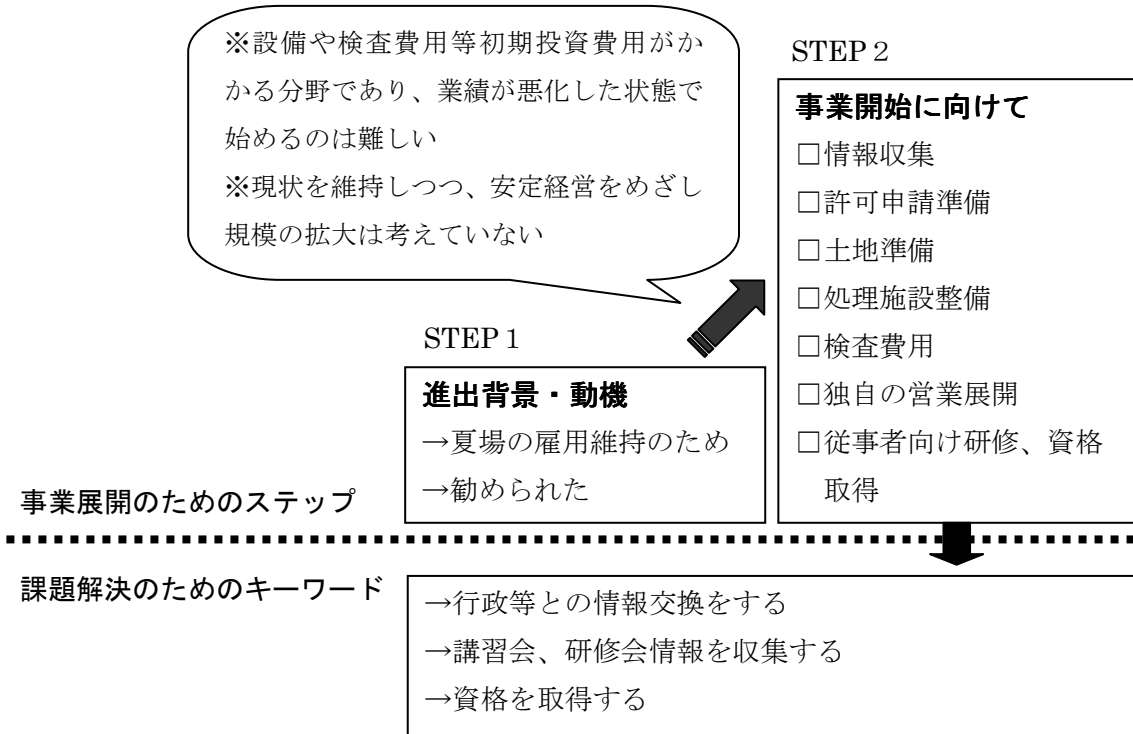 ※設備や検査費用等初期投資費用がか
かる分野であり、業績が悪化した状態で
始めるのは難しい
※現状を維持しつつ、安定経営をめざし
規模の拡大は考えていない
STEP 2
事業開始に向けて
□情報収集
□許可申請準備
□土地準備
□処理施設整備
□検査費用
□独自の営業展開
□従事者向け研修、資格
取得
STEP 1
進出背景・動機
→夏場の雇用維持のため
→勧められた
事業展開のためのステップ
課題解決のためのキーワード
→行政等との情報交換をする
→講習会、研修会情報を収集する
→資格を取得する